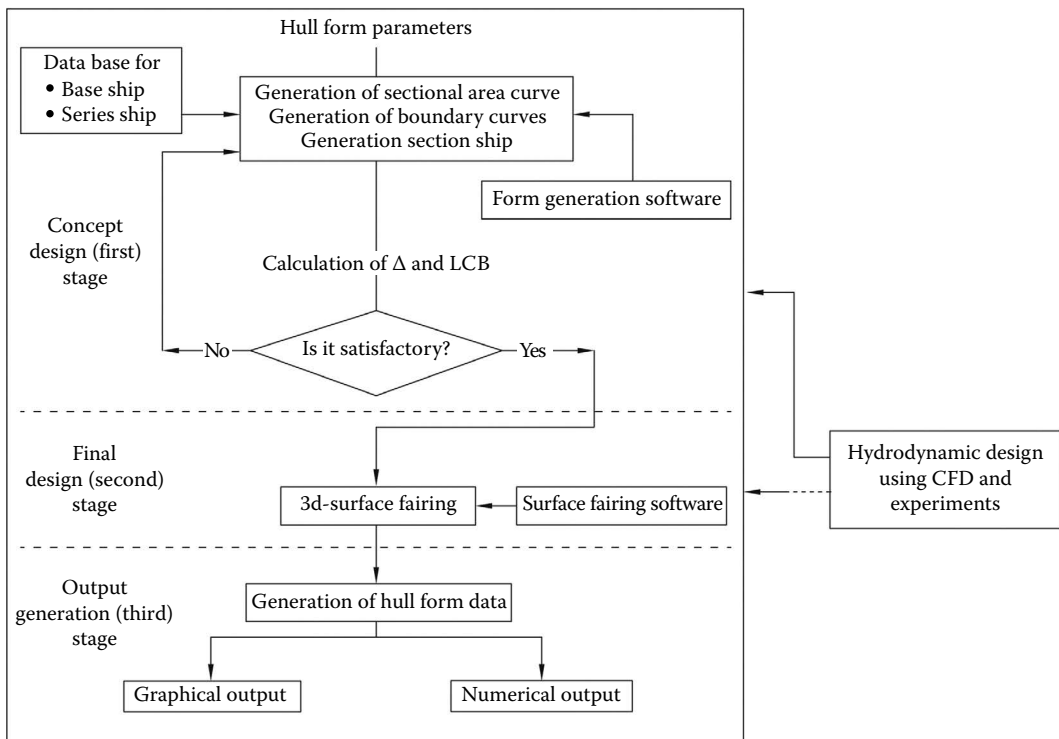 Hull form parameters
Data base for
• Base ship
• Series ship
Generation of sectional area curve
Generation of boundary curves
Generation section ship
Form generation software
Concept
design (first)
stage
Calculation of Δ and LCB
No
Is it satisfactory?
Yes
Final
design (second)
stage
3d-surface fairing
Surface fairing software
Hydrodynamic design
using CFD and
experiments
Output
generation (third)
stage
Generation of hull form data
Graphical output
Numerical output